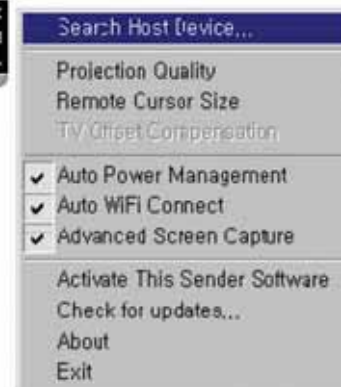 Search Host Device...
Projection Quality
Remote Cursor Size
TV Offset Compensation
Auto Power Management
Auto WiFi Connect
Advanced Screen Capture
Activate This Sender Software
Check for updates...
About
Exit